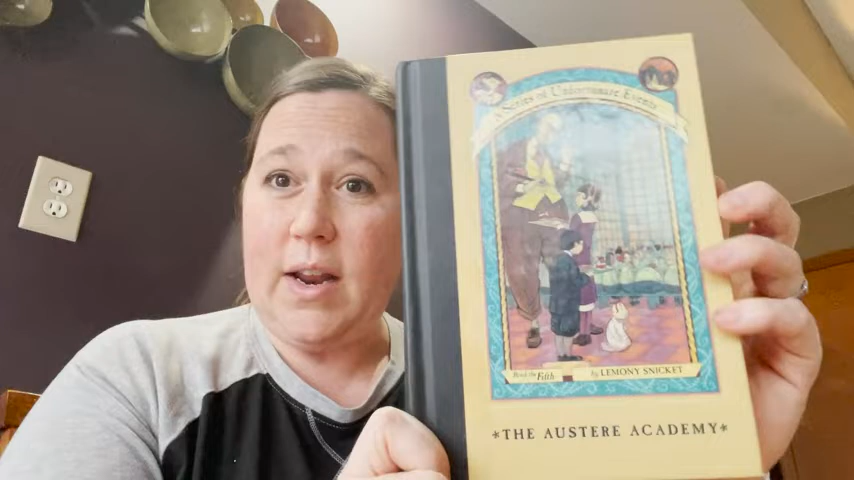 A Series of Unfortunate Events
Book the Fifth
by LEMONY SNICKET
*THE AUSTERE ACADEMY*